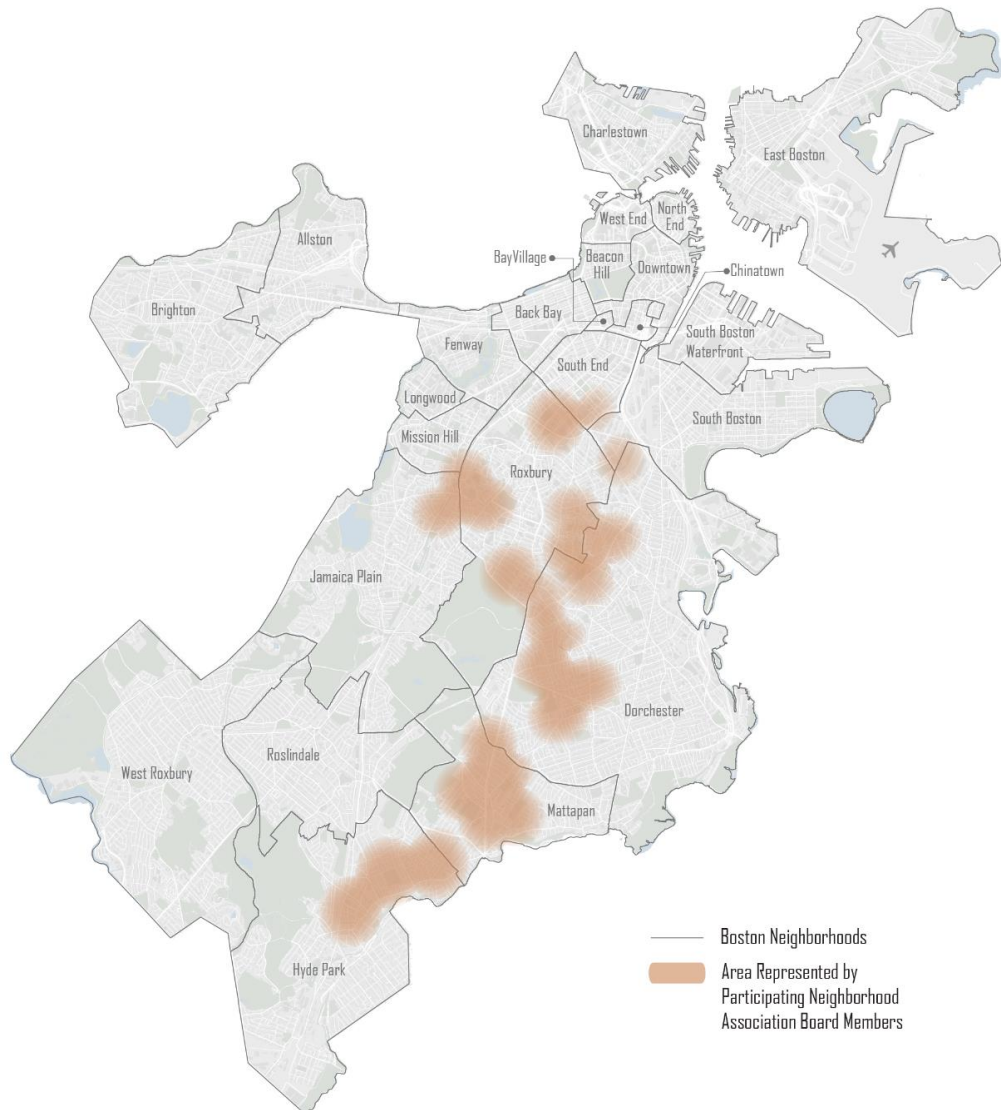 Charlestown
East Boston
West End
North
End
Allston
BayVillage
Beacon
Hill
Downtown
Chinatown
Brighton
Back Bay
South Boston
Waterfront
Fenway
South End
Longwood
South Boston
Mission Hill
Roxbury
Jamaica Plain
Dorchester
Roslindale
West Roxbury
Mattapan
Boston Neighborhoods
Hyde Park
Area Represented by
Participating Neighborhood
Association Board Members